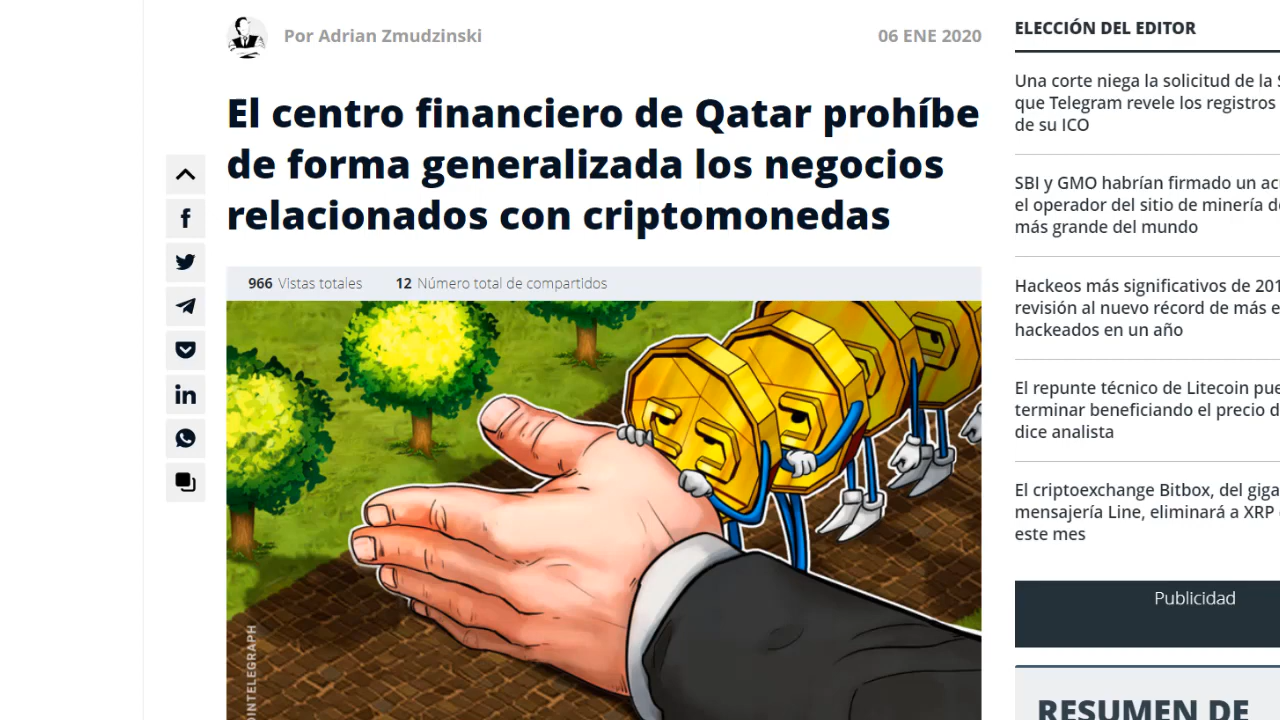 Por Adrian Zmudzinski
06 ENE 2020
El centro financiero de Qatar prohíbe
de forma generalizada los negocios
relacionados con criptomonedas
966 Vistas totales
12 Número total de compartidos
ELECCIÓN DEL EDITOR
Una corte niega la solicitud de la
que Telegram revele los registros
de su ICO
SBI y GMO habrían firmado un
el operador del sitio de minería
más grande del mundo
Hackeos más significativos de
revisión al nuevo récord de más
hackeados en un año
El repunte técnico de Litecoin
terminar beneficiando el precio
dice analista
El criptoexchange Bitbox, del
mensajería Line, eliminará a XRP
este mes
Publicidad
RESUMEN DE